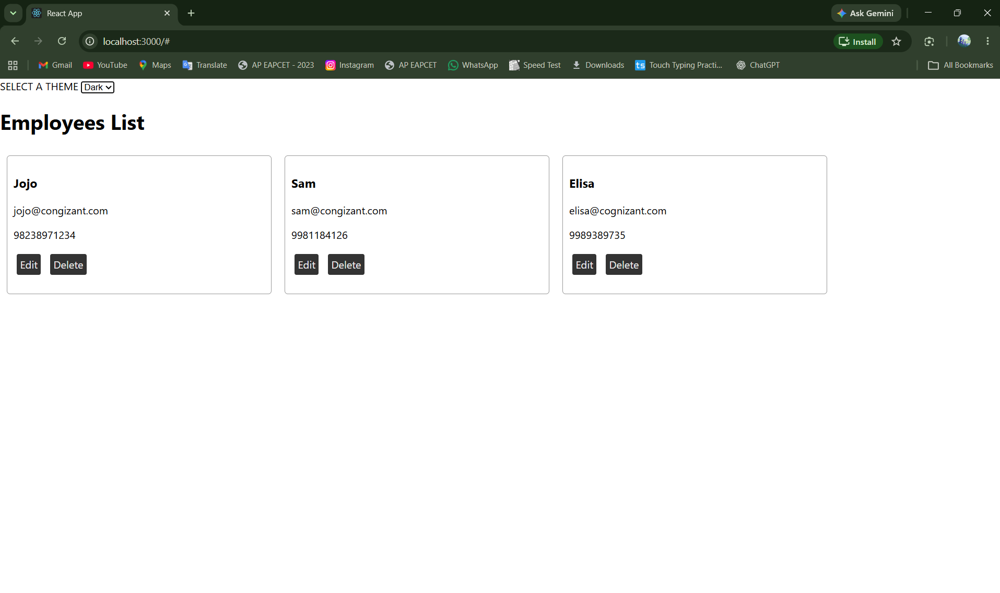 React App
Ask Gemini
localhost:3000/#
Install
Gmail YouTube Maps Translate AP EAPCET - 2023 Instagram AP EAPCET WhatsApp Speed Test Downloads ts Touch Typing Practi... ChatGPT All Bookmarks
SELECT A THEME Dark
Employees List
Jojo
jojo@congizant.com
98238971234
Edit Delete
Sam
sam@congizant.com
9981184126
Edit Delete
Elisa
elisa@cognizant.com
9989389735
Edit Delete